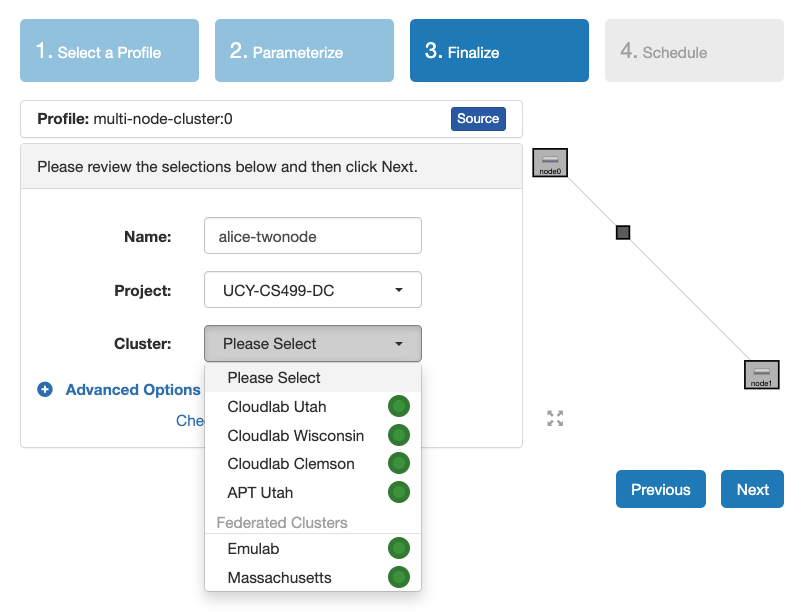 1. Select a Profile
2. Parameterize
3. Finalize
4. Schedule
Profile: multi-node-cluster:0
Source
Please review the selections below and then click Next.
Name: alice-twonode
Project: UCY-CS499-DC
Cluster: Please Select
Please Select
Advanced Options
Cloudlab Utah
Cloudlab Wisconsin
Cloudlab Clemson
APT Utah
Federated Clusters
Emulab
Massachusetts
node0
node1
Previous
Next